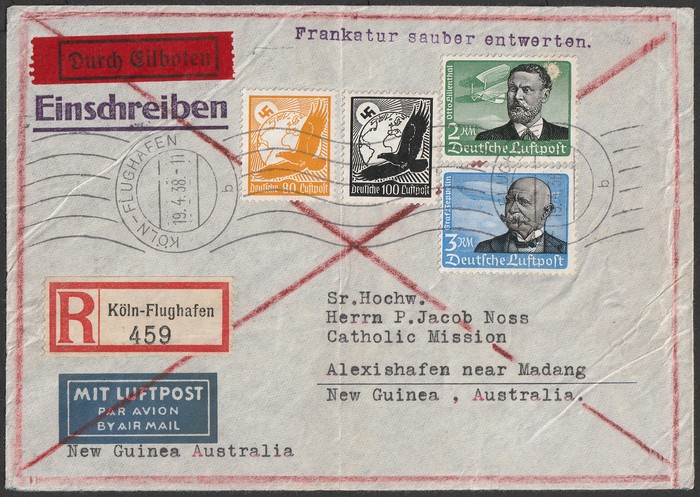 Frankatur sauber entwerten.
Durch Eilboten
Einschreiben
KÖLN-FLUGHAFEN
19.4.38.-11
b
b
Deutsche 80 Luftpost
Deutsche 100 Luftpost
Otto Lilienthal
2 RM
Deutsche Luftpost
Graf Zeppelin
3 RM
Deutsche Luftpost
R
Köln-Flughafen
459
Sr.Hochw.
Herrn P.Jacob Noss
Catholic Mission
Alexishafen near Madang
New Guinea , Australia.
MIT LUFTPOST
PAR AVION
BY AIR MAIL
New Guinea Australia